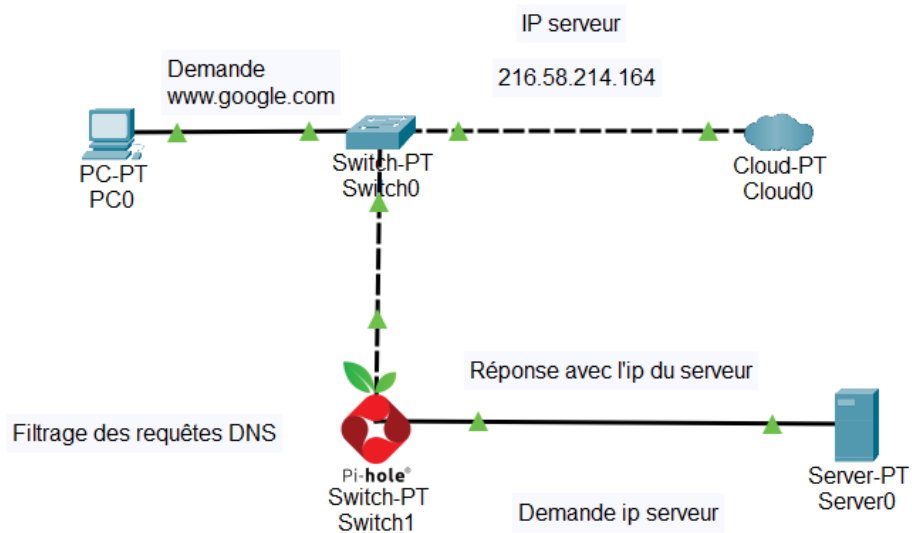 IP serveur
Demande
www.google.com
216.58.214.164
PC-PT
PC0
Switch-PT
Switch0
Cloud-PT
Cloud0
Réponse avec l'ip du serveur
Filtrage des requêtes DNS
Pi-hole®
Switch-PT
Switch1
Server-PT
Server0
Demande ip serveur